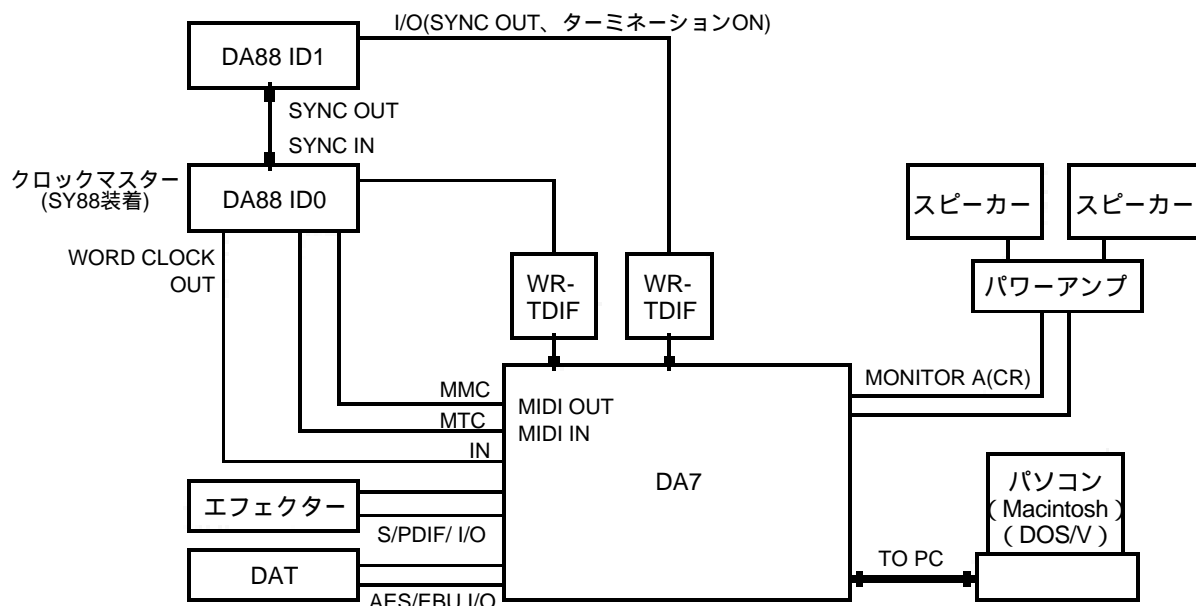 I/O(SYNC OUT、ターミネーションON)
DA88 ID1
SYNC OUT
SYNC IN
クロックマスター
(SY88装着)
DA88 ID0
WORD CLOCK
OUT
WR-
TDIF
WR-
TDIF
スピーカー
スピーカー
パワーアンプ
MONITOR A(CR)
MMC
MTC
IN
MIDI OUT
MIDI IN
DA7
エフェクター
S/PDIF/ I/O
DAT
AES/EBU I/O
パソコン
( Macintosh )
( DOS/V )
TO PC